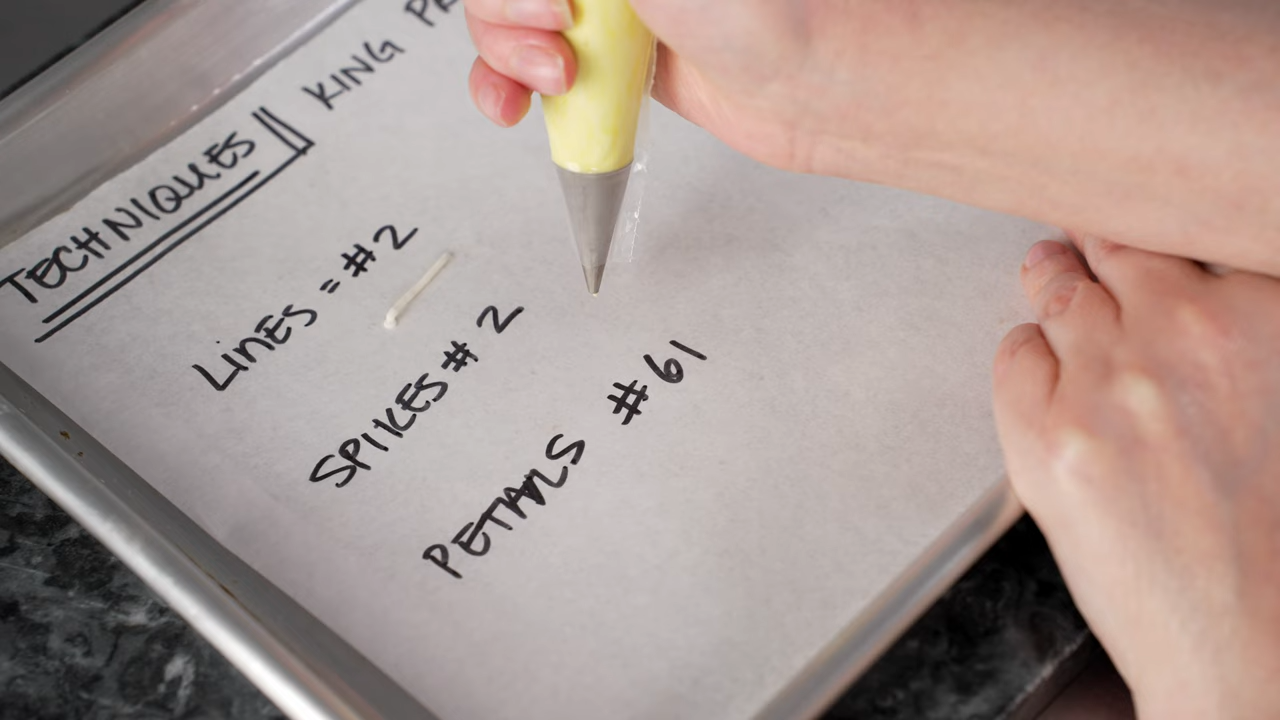 TECHNIQUES
KING
LINES = #2
SPIKES # 2
PETALS # 61